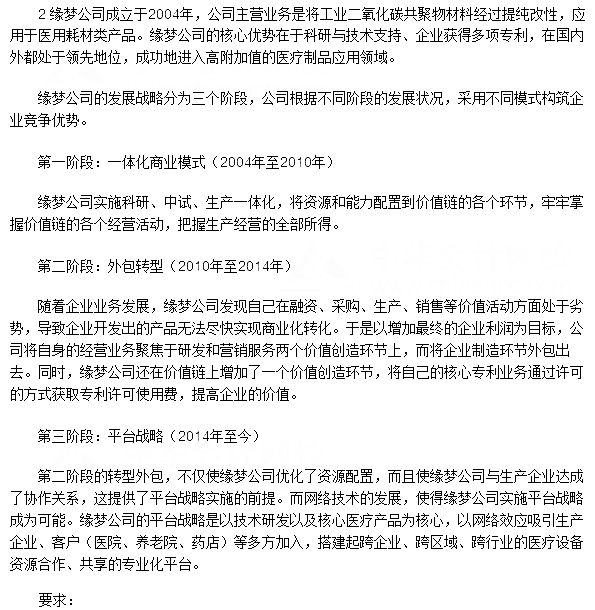 2缘梦公司成立于2004年，公司主营业务是将工业二氧化碳共聚物材料经过提纯改性，应
用于医用耗材类产品。缘梦公司的核心优势在于科研与技术支持、企业获得多项专利，在国内
外都处于领先地位，成功地进入高附加值的医疗制品应用领域。
缘梦公司的发展战略分为三个阶段，公司根据不同阶段的发展状况，采用不同模式构筑企
业竞争优势。
第一阶段：一体化商业模式（2004年至2010年）
缘梦公司实施科研、中试、生产一体化，将资源和能力配置到价值链的各个环节，牢牢掌
握价值链的各个经营活动，把握生产经营的全部所得。
第二阶段：外包转型（2010年至2014年）
随着企业业务发展，缘梦公司发现自己在融资、采购、生产、销售等价值活动方面处于劣
势，导致企业开发出的产品无法尽快实现商业化转化。于是以增加最终的企业利润为目标，公
司将自身的经营业务聚焦于研发和营销服务两个价值创造环节上，而将企业制造环节外包出
去。同时，缘梦公司还在价值链上增加了一个价值创造环节，将自己的核心专利业务通过许可
的方式获取专利许可使用费，提高企业的价值。
第三阶段：平台战略（2014年至今）
第二阶段的转型外包，不仅使缘梦公司优化了资源配置，而且使缘梦公司与生产企业达成
了协作关系，这提供了平台战略实施的前提。而网络技术的发展，使得缘梦公司实施平台战略
成为可能。缘梦公司的平台战略是以技术研发以及核心医疗产品为核心，以网络效应吸引生产
企业、客户（医院、养老院、药店）等多方加入，搭建起跨企业、跨区域、跨行业的医疗设备
资源合作、共享的专业化平台。
要求：